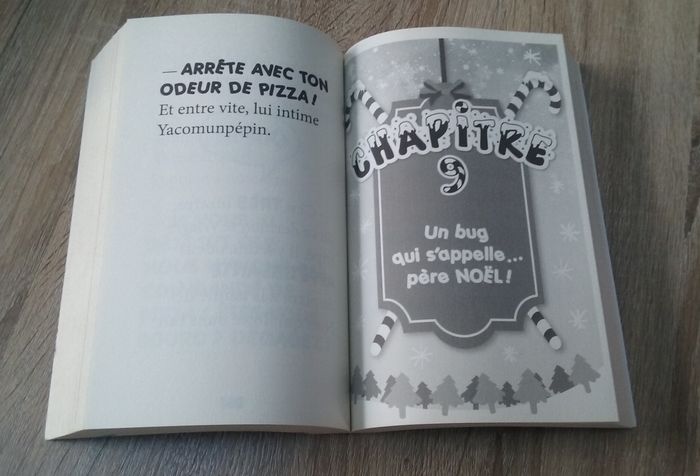 — ARRÊTE AVEC TON
ODEUR DE PIZZA !
Et entre vite, lui intime
Yacomunpépin.
CHAPITRE
9
Un bug
qui s'appelle...
père NOËL !